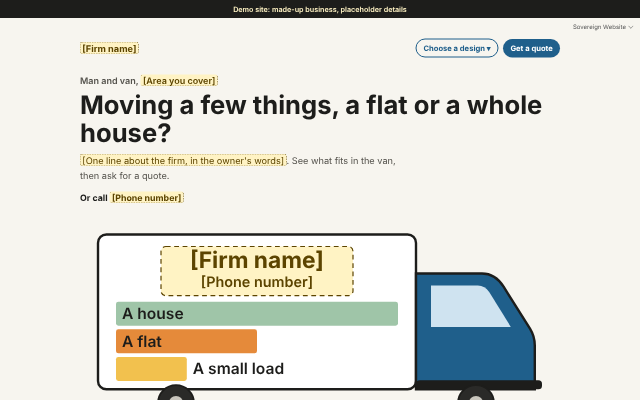 Demo site: made-up business, placeholder details
Sovereign Website
[Firm name]
Choose a design ▾
Get a quote
Man and van, [Area you cover]
Moving a few things, a flat or a whole
house?
[One line about the firm, in the owner's words]. See what fits in the van,
then ask for a quote.
Or call [Phone number]
[Firm name]
[Phone number]
A house
A flat
A small load